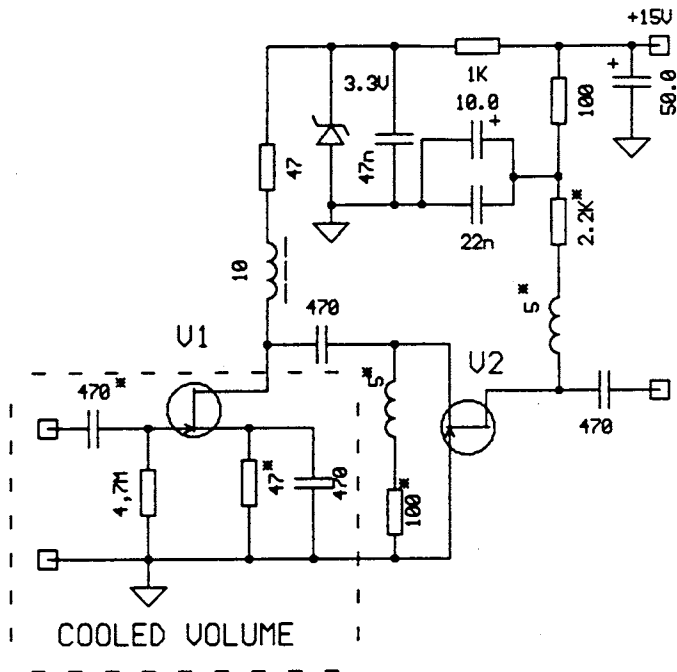 +15V
3.3V
1K
10.0
+
+
100
50.0
47
47n
22n
2.2K*
10
5*
470
V1
V2
470*
5*
470
4,7M
47*
470
100*
COOLED VOLUME